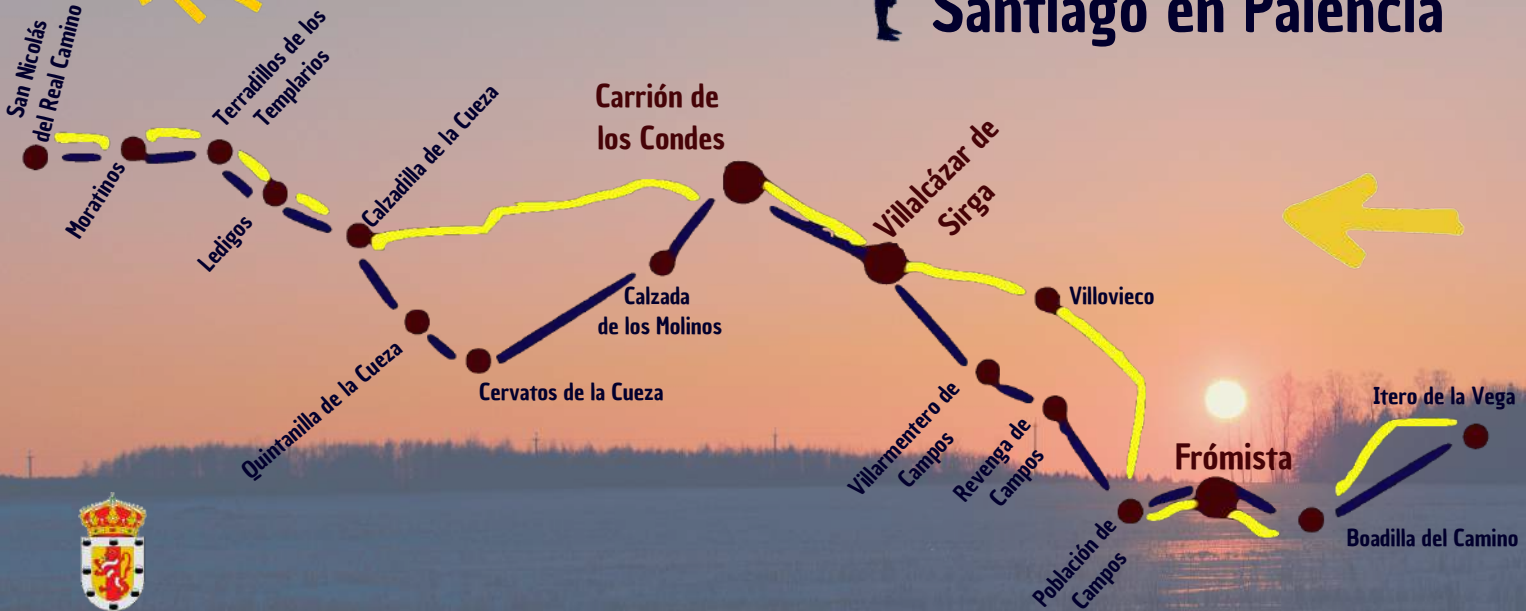 Santiago en Palencia
San Nicolás
del Real Camino
Moratinos
Terradillos de los
Templarios
Ledigos
Calzadilla de la Cueza
Quintanilla de la Cueza
Cervatos de la Cueza
Calzada
de los Molinos
Carrión de
los Condes
Villalcázar de
Sirga
Villovieco
Villarmentero de
Campos
Revenga de
Campos
Población de
Campos
Frómista
Boadilla del Camino
Itero de la Vega